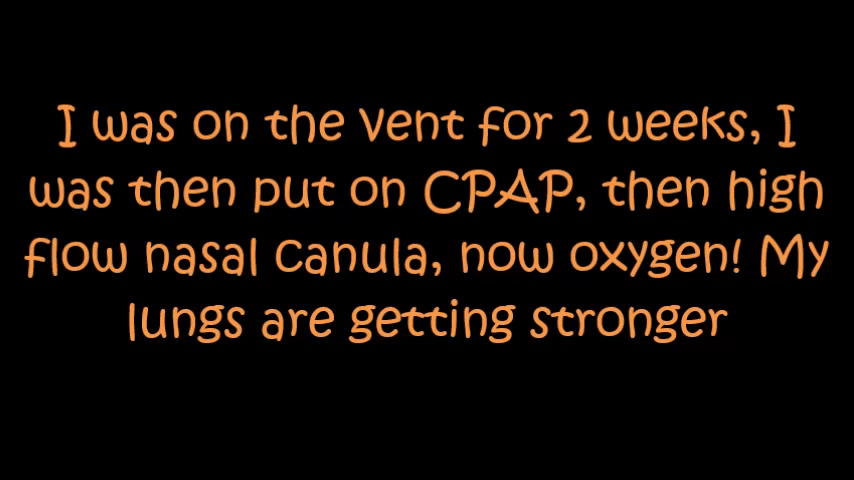 I was on the vent for 2 weeks, I
was then put on CPAP, then high
flow nasal canula, now oxygen! My
lungs are getting stronger